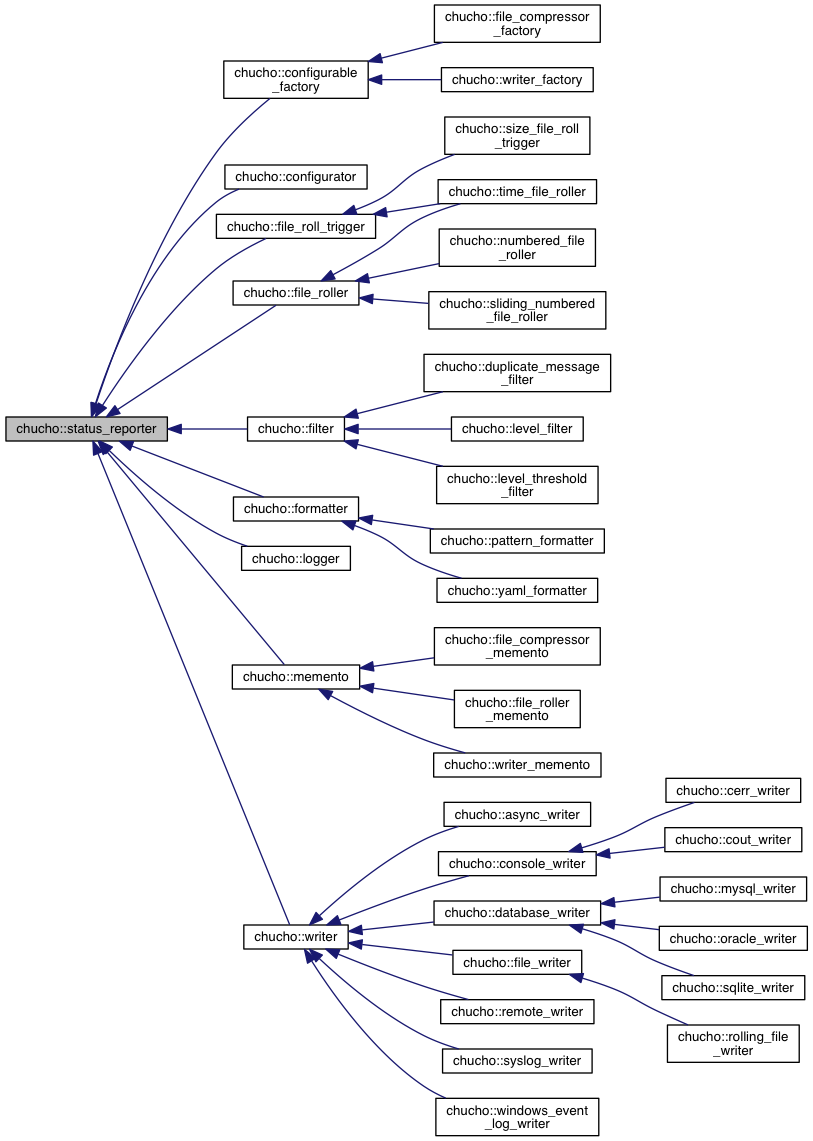 chucho::file_compressor
_factory
chucho::configurable
_factory
chucho::writer_factory
chucho::size_file_roll
_trigger
chucho::configurator
chucho::time_file_roller
chucho::file_roll_trigger
chucho::numbered_file
_roller
chucho::file_roller
chucho::sliding_numbered
_file_roller
chucho::duplicate_message
_filter
chucho::status_reporter
chucho::filter
chucho::level_filter
chucho::level_threshold
_filter
chucho::formatter
chucho::pattern_formatter
chucho::logger
chucho::yaml_formatter
chucho::file_compressor
_memento
chucho::memento
chucho::file_roller
_memento
chucho::writer_memento
chucho::cerr_writer
chucho::async_writer
chucho::cout_writer
chucho::console_writer
chucho::mysql_writer
chucho::database_writer
chucho::writer
chucho::oracle_writer
chucho::file_writer
chucho::sqlite_writer
chucho::remote_writer
chucho::rolling_file
_writer
chucho::syslog_writer
chucho::windows_event
_log_writer